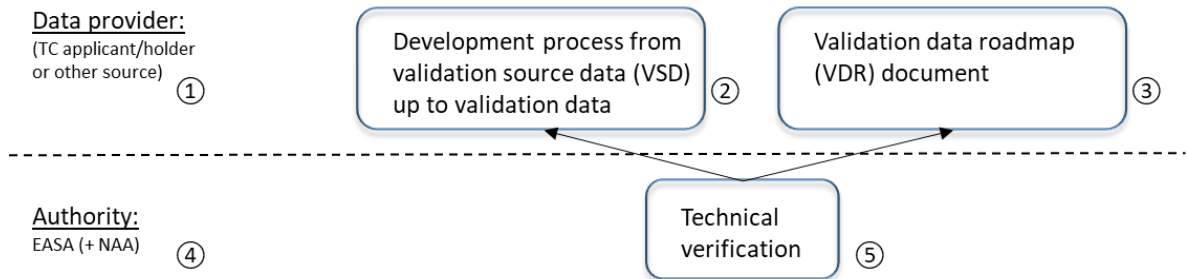 Data provider:
(TC applicant/holder
or other source)
①
Development process from
validation source data (VSD)
up to validation data
②
Validation data roadmap
(VDR) document
③
Authority:
EASA (+ NAA)
④
Technical
verification
⑤